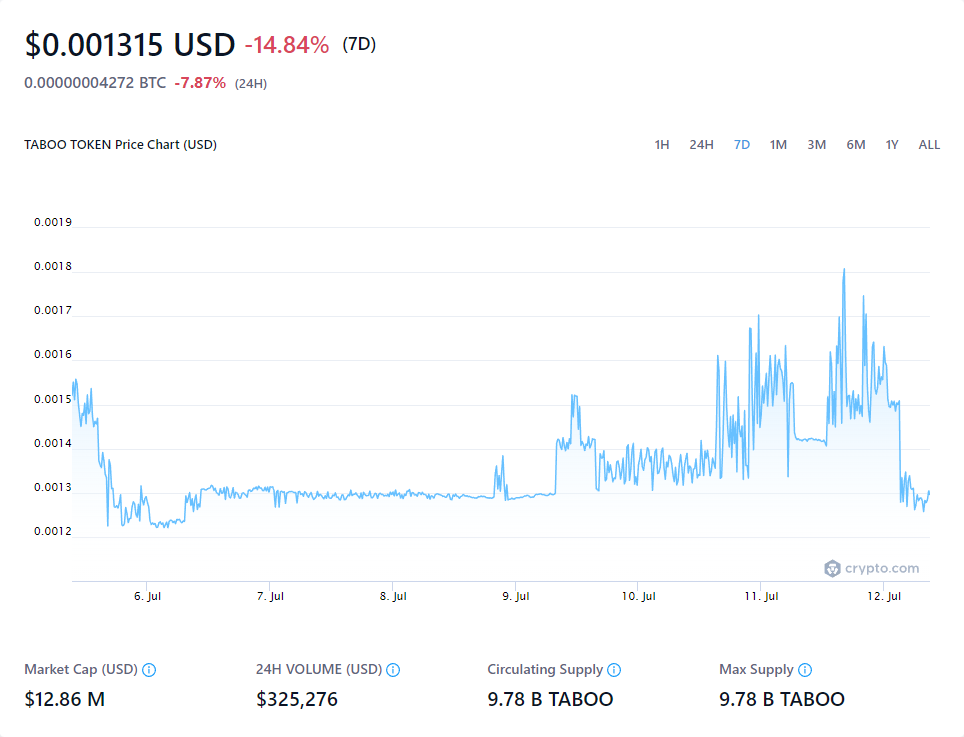 $0.001315 USD -14.84% (7D)
0.00000004272 BTC -7.87% (24H)
TABOO TOKEN Price Chart (USD)
1H 24H 7D 1M 3M 6M 1Y ALL
0.0019
0.0018
0.0017
0.0016
0.0015
0.0014
0.0013
0.0012
crypto.com
6. Jul 7. Jul 8. Jul 9. Jul 10. Jul 11. Jul 12. Jul
Market Cap (USD) 24H VOLUME (USD) Circulating Supply Max Supply
$12.86 M $325,276 9.78 B TABOO 9.78 B TABOO